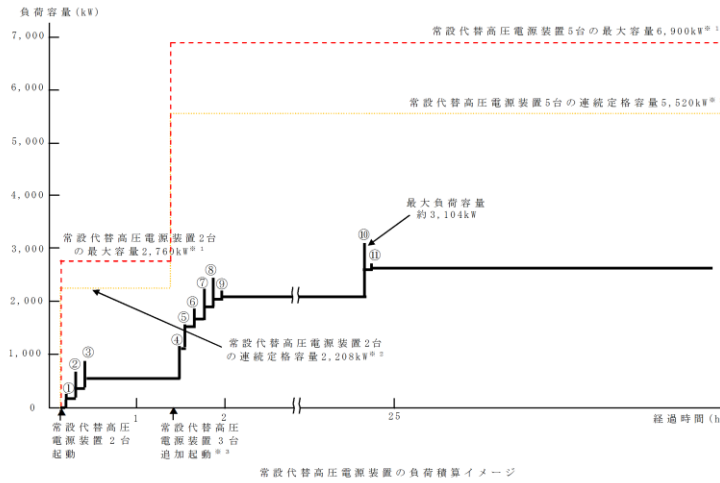 負荷容量(kW)
7,000
常設代替高圧電源装置5台の最大容量6,900kW※1
6,000
常設代替高圧電源装置5台の連続定格容量5,520kW※
5,000
4,000
最大負荷容量
約3,104kW
⑩
⑪
3,000
常設代替高圧電源装置2台
の最大容量2,760kW※1
⑧
⑦
⑨
⑥
⑤
2,000
④
常設代替高圧電源装置2台
の連続定格容量2,208kW※2
1,000
③
②
①
0
1
2
25
経過時間(h
常設代替高圧
電源装置2台
起動
常設代替高圧
電源装置3台
追加起動※3
常設代替高圧電源装置の負荷積算イメージ